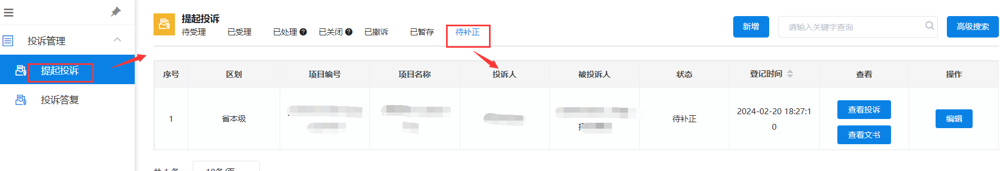 投诉管理
提起投诉
投诉答复
提起投诉
待受理 已受理 已处理 已关闭 已撤诉 已暂存 待补正
新增 请输入关键字查询 高级搜索
序号 区划 项目编号 项目名称 投诉人 被投诉人 状态 登记时间 查看 操作
1 省本级 待补正 2024-02-20 18:27:1
0
查看投诉
查看文书
编辑
共 1 条 10条/页